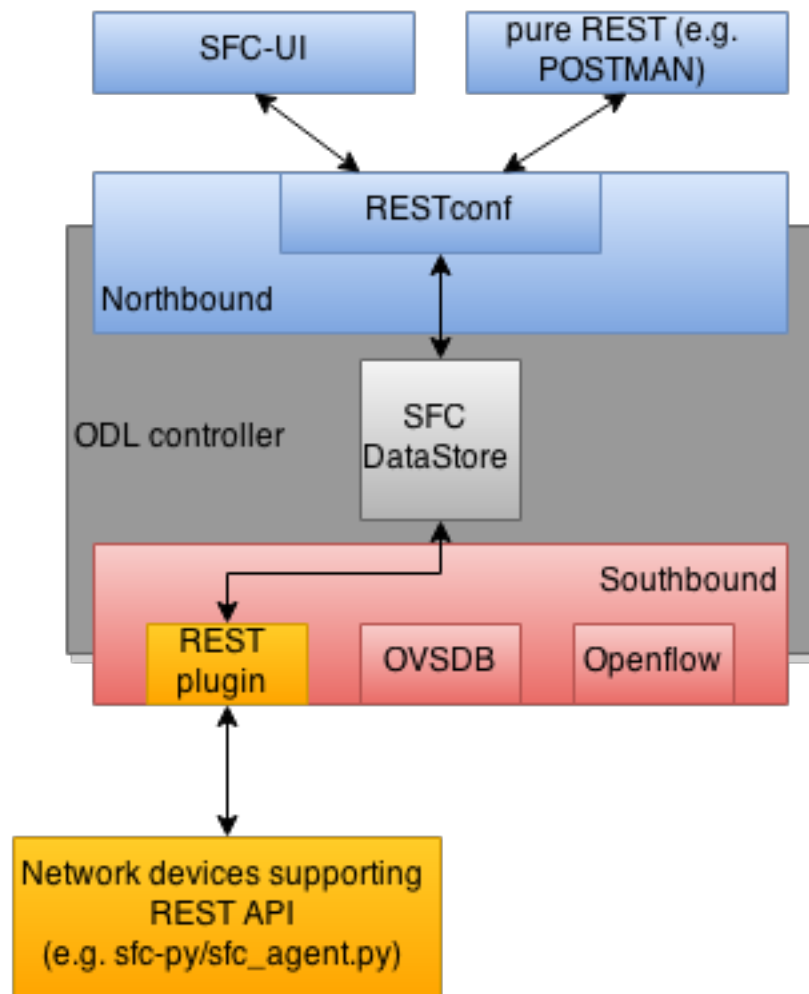 SFC-UI
pure REST (e.g.
POSTMAN)
RESTconf
Northbound
SFC
DataStore
ODL controller
Southbound
REST
plugin
OVSDB
Openflow
Network devices supporting
REST API
(e.g. sfc-py/sfc_agent.py)